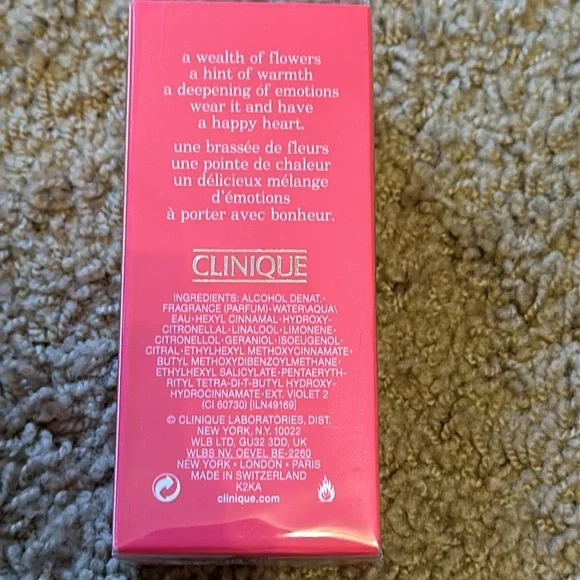 a wealth of flowers
a hint of warmth
a deepening of emotions
wear it and have
a happy heart.
une brassée de fleurs
une pointe de chaleur
un délicieux mélange
d'émotions
à porter avec bonheur.
CLINIQUE
INGREDIENTS: ALCOHOL DENAT.•
FRAGRANCE (PARFUM)•WATER\AQUA\
EAU•HEXYL CINNAMAL•HYDROXY-
CITRONELLAL•LINALOOL•LIMONENE•
CITRONELLOL•GERANIOL•ISOEUGENOL•
CITRAL•ETHYLHEXYL METHOXYCINNAMATE•
BUTYL METHOXYDIBENZOYLMETHANE•
ETHYLHEXYL SALICYLATE•PENTAERYTH-
RITYL TETRA-DI-T-BUTYL HYDROXY-
HYDROCINNAMATE•EXT. VIOLET 2
(CI 60730) [ILN49169]
© CLINIQUE LABORATORIES, DIST.
NEW YORK, N.Y. 10022
WLB LTD, GU32 3DD, UK
WLBS NV, OEVEL BE-2260
NEW YORK • LONDON • PARIS
MADE IN SWITZERLAND
K2KA
clinique.com